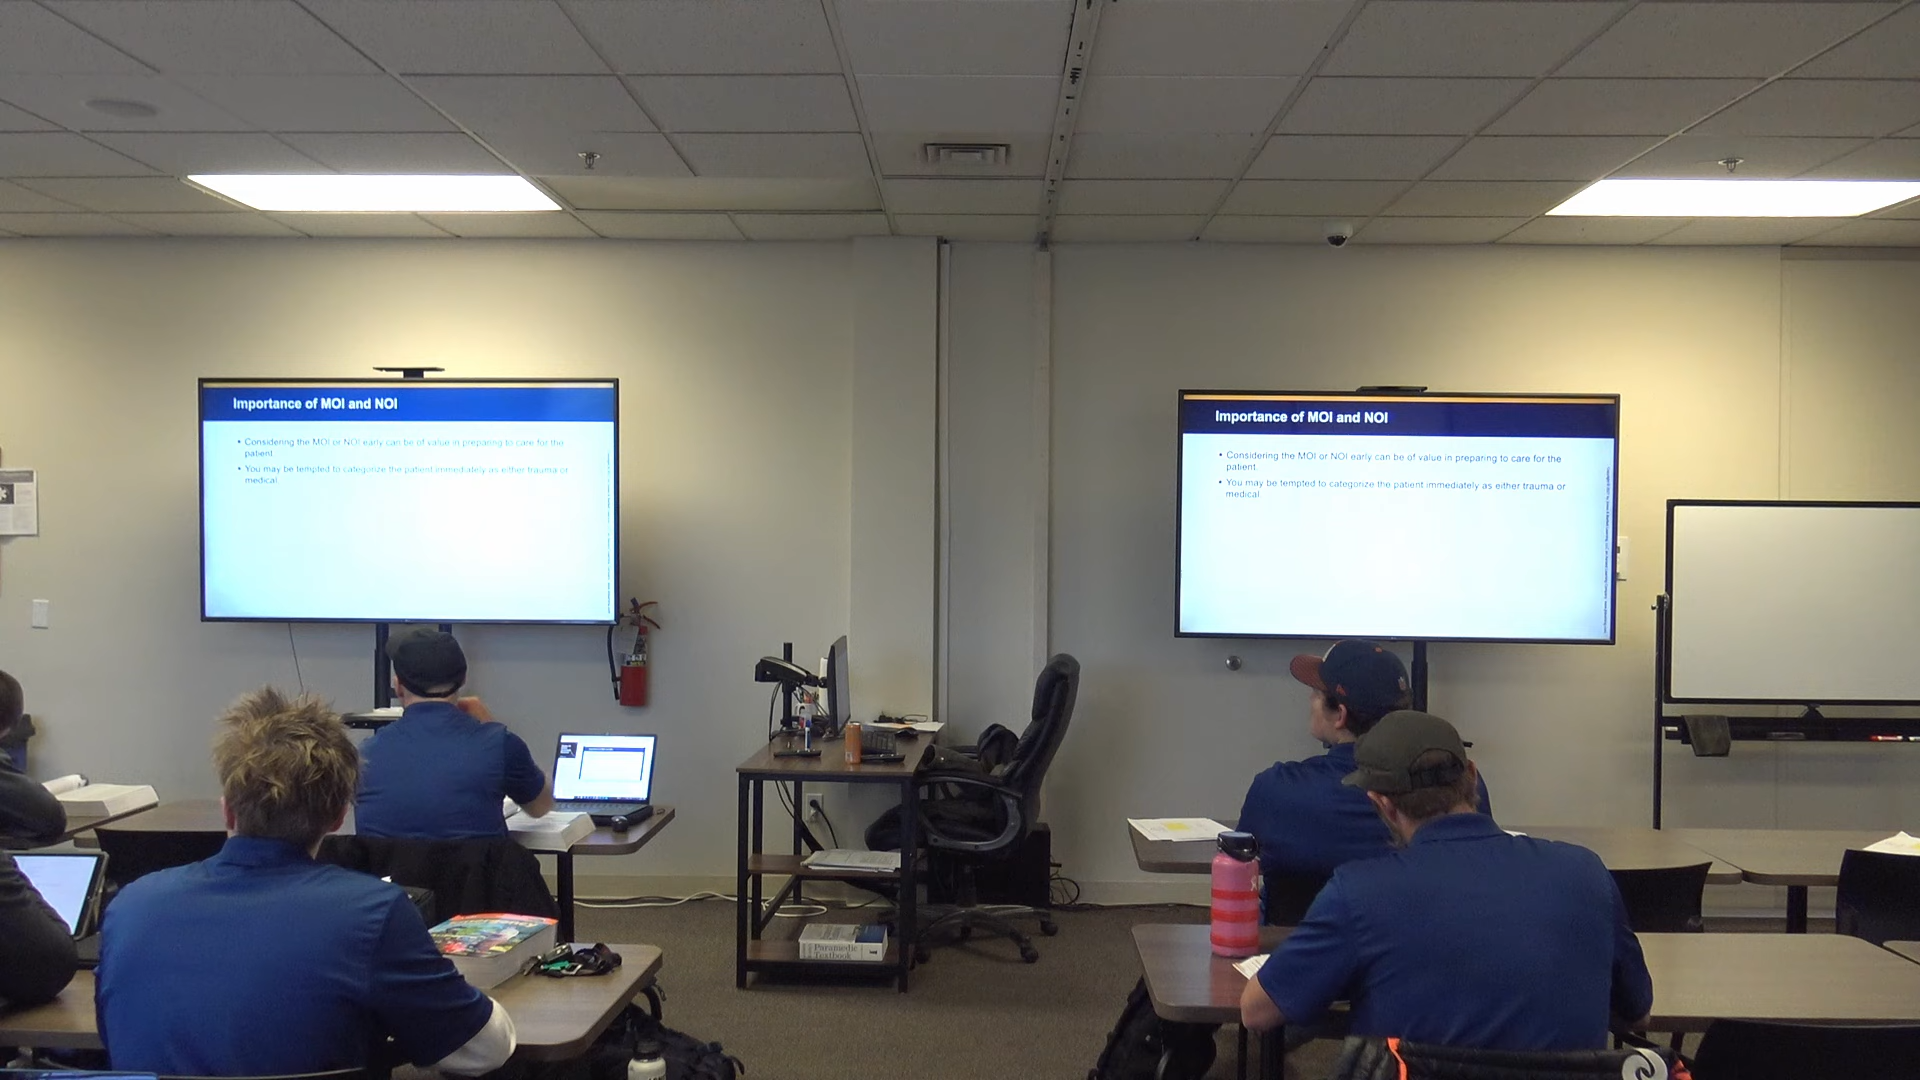 Importance of MOI and NOI
• Considering the MOI or NOI early can be of value in preparing to care for the
patient.
• You may be tempted to categorize the patient immediately as either trauma or
medical.
Importance of MOI and NOI
• Considering the MOI or NOI early can be of value in preparing to care for the
patient.
• You may be tempted to categorize the patient immediately as either trauma or
medical.
Paramedic
Textbook